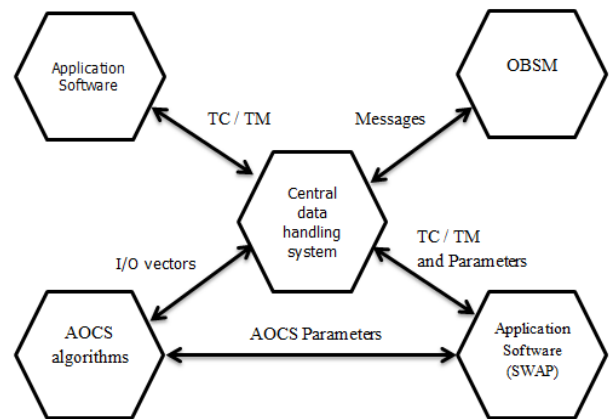 Application
Software
OBSM
TC / TM
Messages
Central
data
handling
system
TC / TM
and Parameters
I/O vectors
AOCS
algorithms
AOCS Parameters
Application
Software
(SWAP)